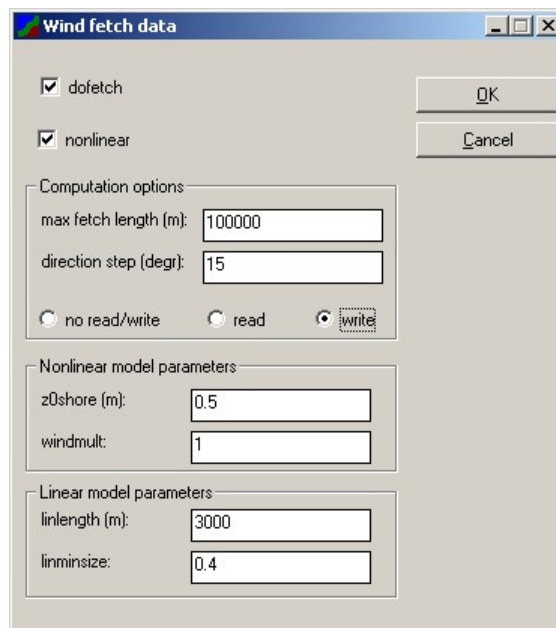 Wind fetch data
dofetch
OK
nonlinear
Cancel
Computation options
max fetch length (m): 100000
direction step (degr): 15
no read/write read write
Nonlinear model parameters
z0shore (m): 0.5
windmult: 1
Linear model parameters
linlength (m): 3000
linminsize: 0.4